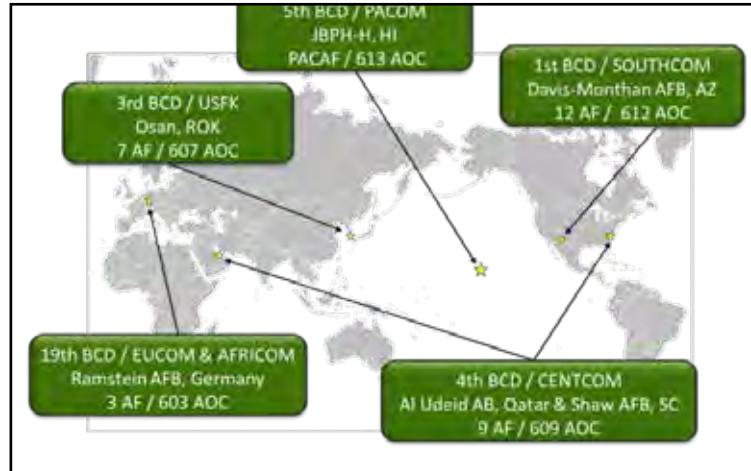 5th BCD / PACOM
JBPH-H, HI
PACAF / 613 AOC
1st BCD / SOUTHCOM
Davis-Monthan AFB, AZ
12 AF / 612 AOC
3rd BCD / USFK
Osan, ROK
7 AF / 607 AOC
19th BCD / EUCOM & AFRICOM
Ramstein AFB, Germany
3 AF / 603 AOC
4th BCD / CENTCOM
Al Udeid AB, Qatar & Shaw AFB, SC
9 AF / 609 AOC